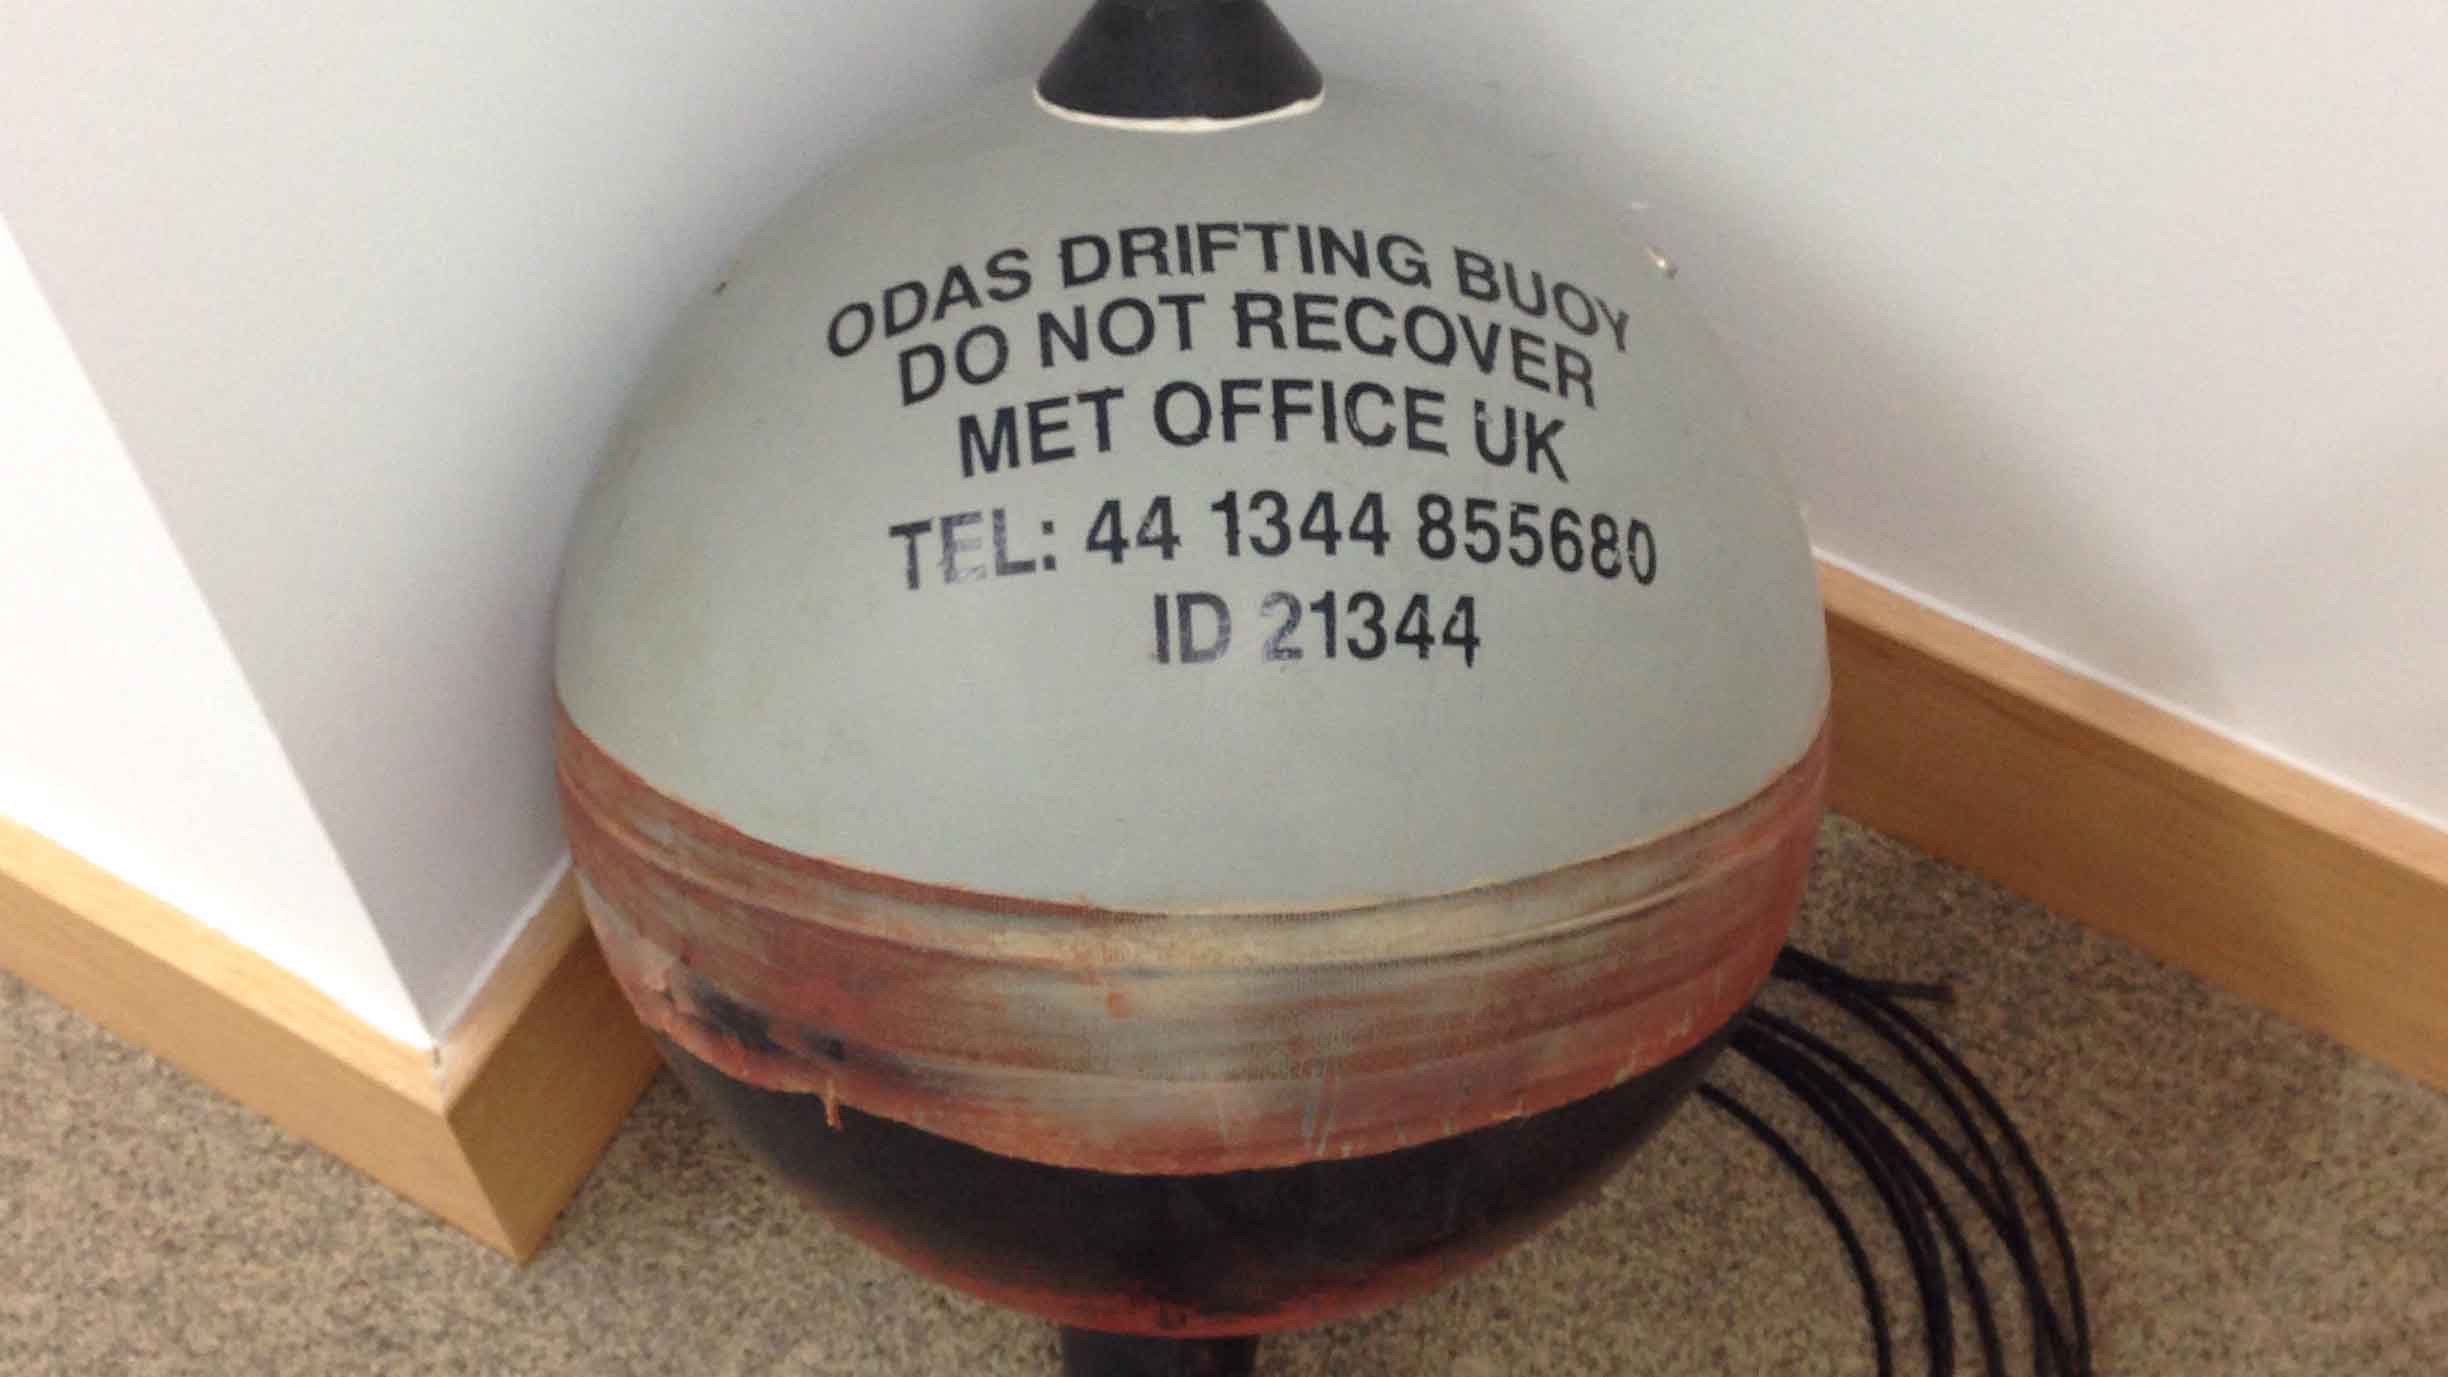 ODAS DRIFTING BUOY
DO NOT RECOVER
MET OFFICE UK
TEL: 44 1344 855680
ID 21344